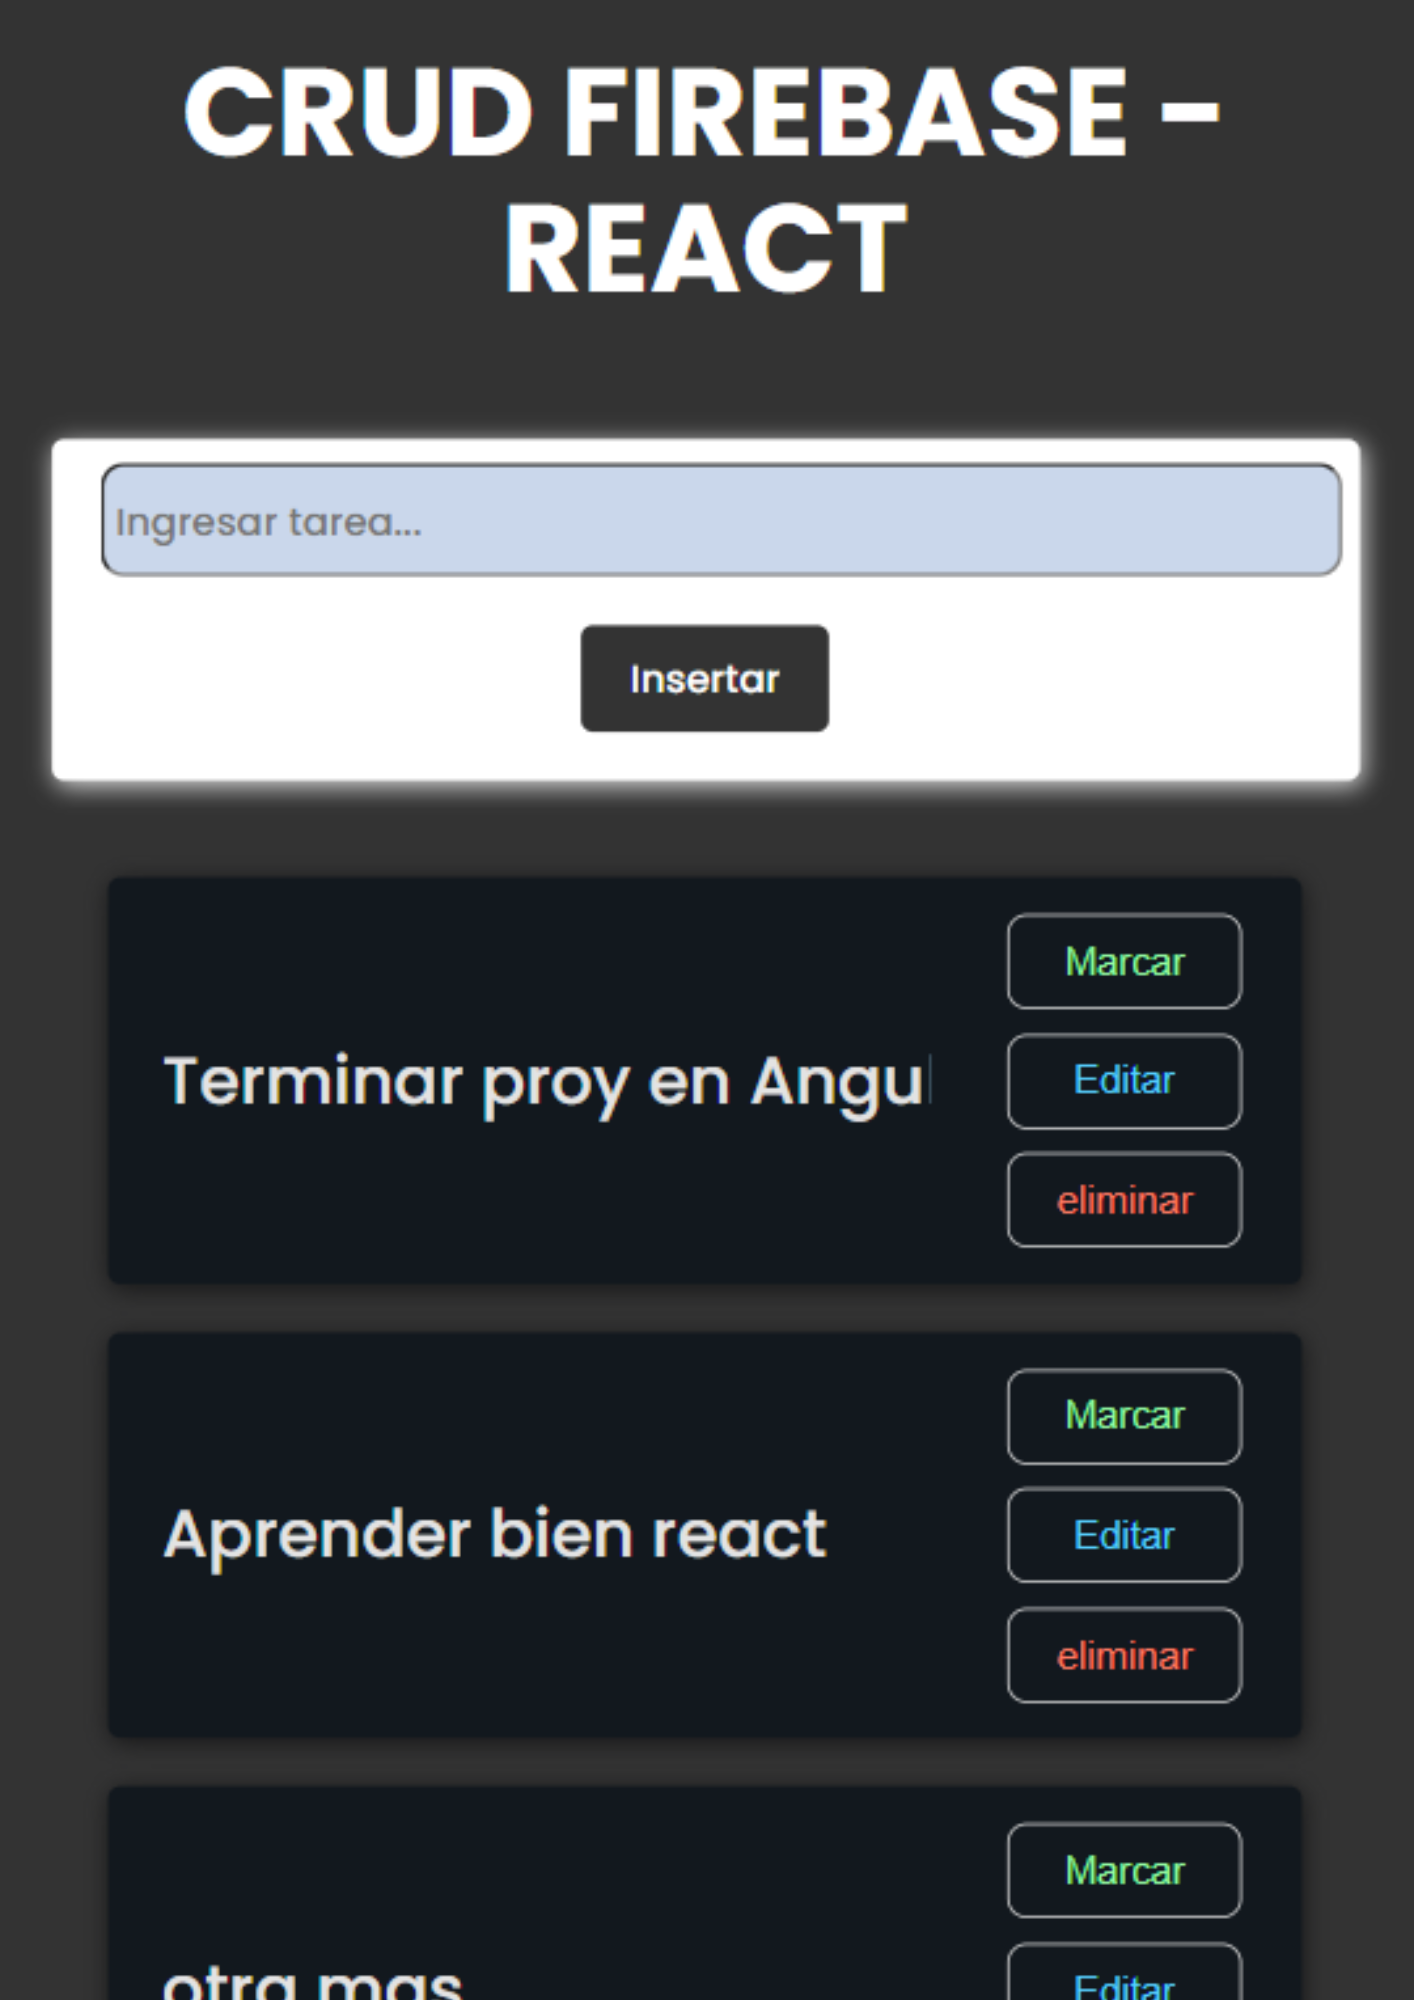 CRUD FIREBASE -
REACT
Ingresar tarea...
Insertar
Marcar
Terminar proy en Angu
Editar
eliminar
Marcar
Aprender bien react
Editar
eliminar
Marcar
otra mas
Editar